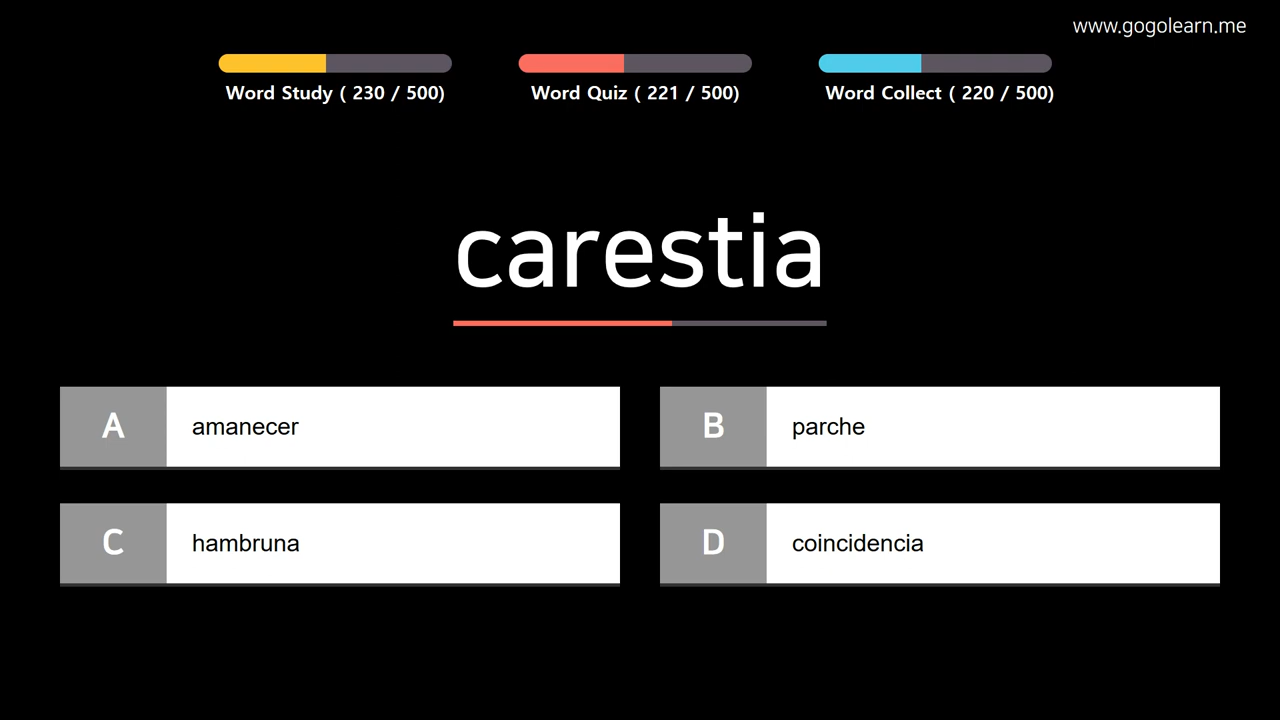 www.gogolearn.me
Word Study ( 230 / 500)
Word Quiz ( 221 / 500)
Word Collect ( 220 / 500)
carestia
A amanecer
B parche
C hambruna
D coincidencia